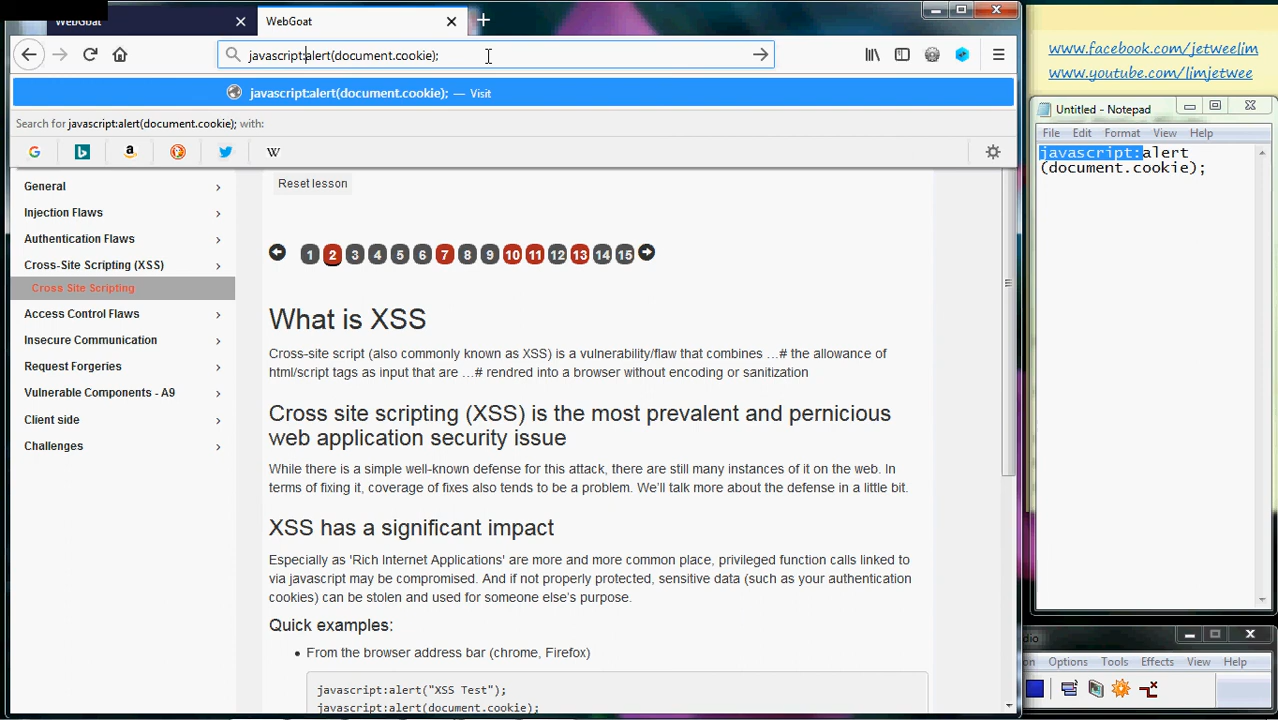 WebGoat
WebGoat
javascript:alert(document.cookie);
javascript:alert(document.cookie); — Visit
Search for javascript:alert(document.cookie); with:
W
General
Injection Flaws
Authentication Flaws
Cross-Site Scripting (XSS)
Cross Site Scripting
Access Control Flaws
Insecure Communication
Request Forgeries
Vulnerable Components - A9
Client side
Challenges
Reset lesson
1 2 3 4 5 6 7 8 9 10 11 12 13 14 15
What is XSS
Cross-site script (also commonly known as XSS) is a vulnerability/flaw that combines …# the allowance of
html/script tags as input that are …# rendred into a browser without encoding or sanitization
Cross site scripting (XSS) is the most prevalent and pernicious
web application security issue
While there is a simple well-known defense for this attack, there are still many instances of it on the web. In
terms of fixing it, coverage of fixes also tends to be a problem. We'll talk more about the defense in a little bit.
XSS has a significant impact
Especially as 'Rich Internet Applications' are more and more common place, privileged function calls linked to
via javascript may be compromised. And if not properly protected, sensitive data (such as your authentication
cookies) can be stolen and used for someone else's purpose.
Quick examples:
From the browser address bar (chrome, Firefox)
javascript:alert("XSS Test");
javascript:alert(document.cookie);
www.facebook.com/jetweelim
www.youtube.com/limjetwee
Untitled - Notepad
File Edit Format View Help
javascript:alert
(document.cookie);
Options Tools Effects View Help